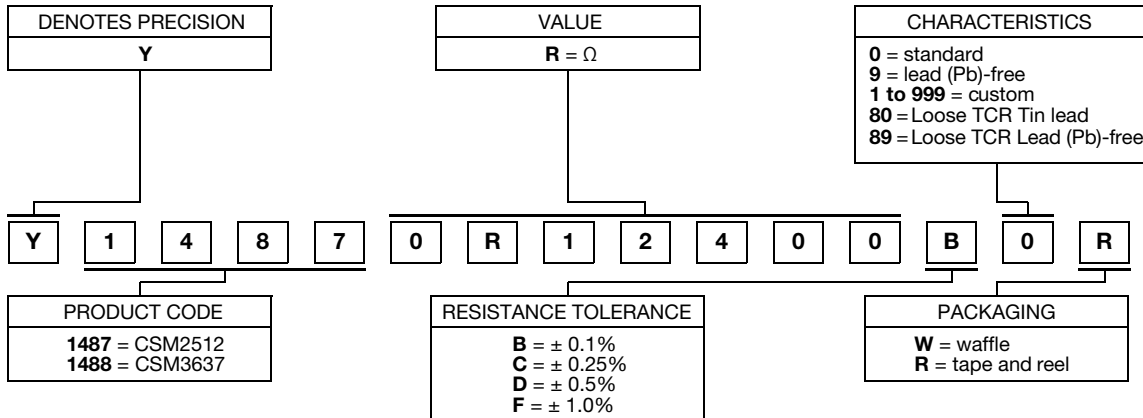 DENOTES PRECISION
Y
VALUE
R = Ω
CHARACTERISTICS
0 = standard
9 = lead (Pb)-free
1 to 999 = custom
80 = Loose TCR Tin lead
89 = Loose TCR Lead (Pb)-free
Y 1 4 8 7 0 R 1 2 4 0 0 B 0 R
PRODUCT CODE
1487 = CSM2512
1488 = CSM3637
RESISTANCE TOLERANCE
B = ± 0.1%
C = ± 0.25%
D = ± 0.5%
F = ± 1.0%
PACKAGING
W = waffle
R = tape and reel